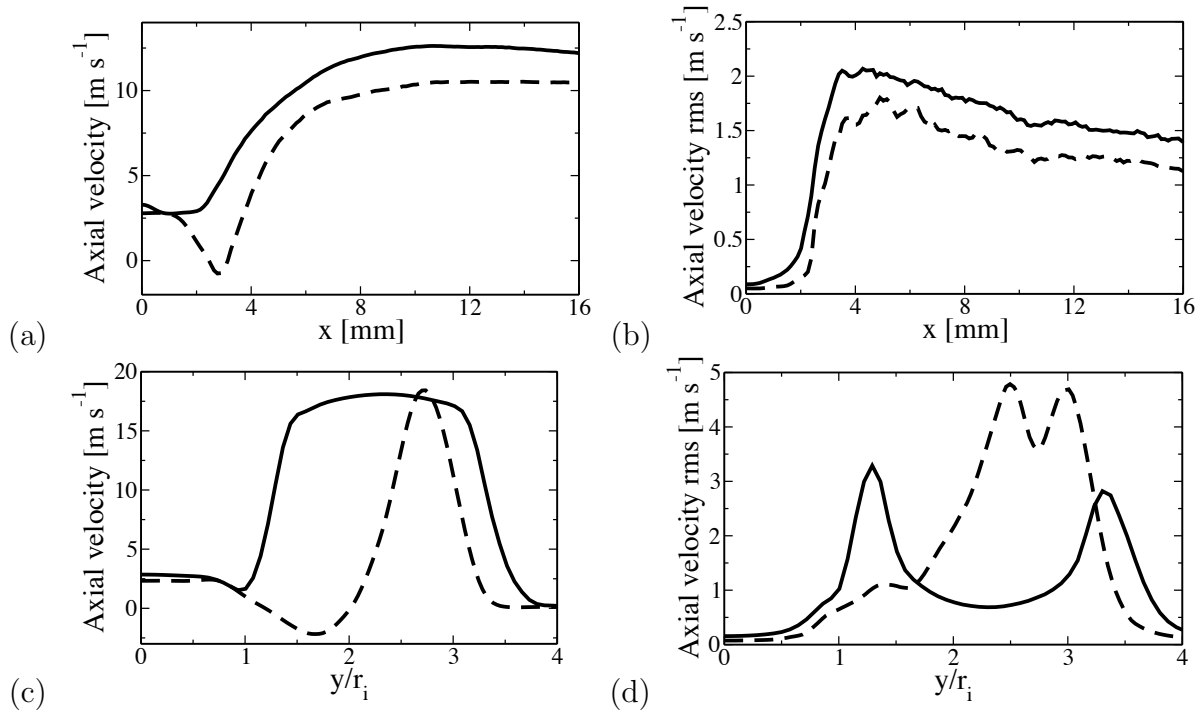 10
5
0
Axial velocity [m s-1]
0 4 8 12 16
x [mm]
(a)
2.5
2
1.5
1
0.5
0
Axial velocity rms [m s-1]
0 4 8 12 16
x [mm]
(b)
20
15
10
5
0
Axial velocity [m s-1]
0 1 2 3 4
y/ri
(c)
5
4
3
2
1
0
Axial velocity rms [m s-1]
0 1 2 3 4
y/ri
(d)